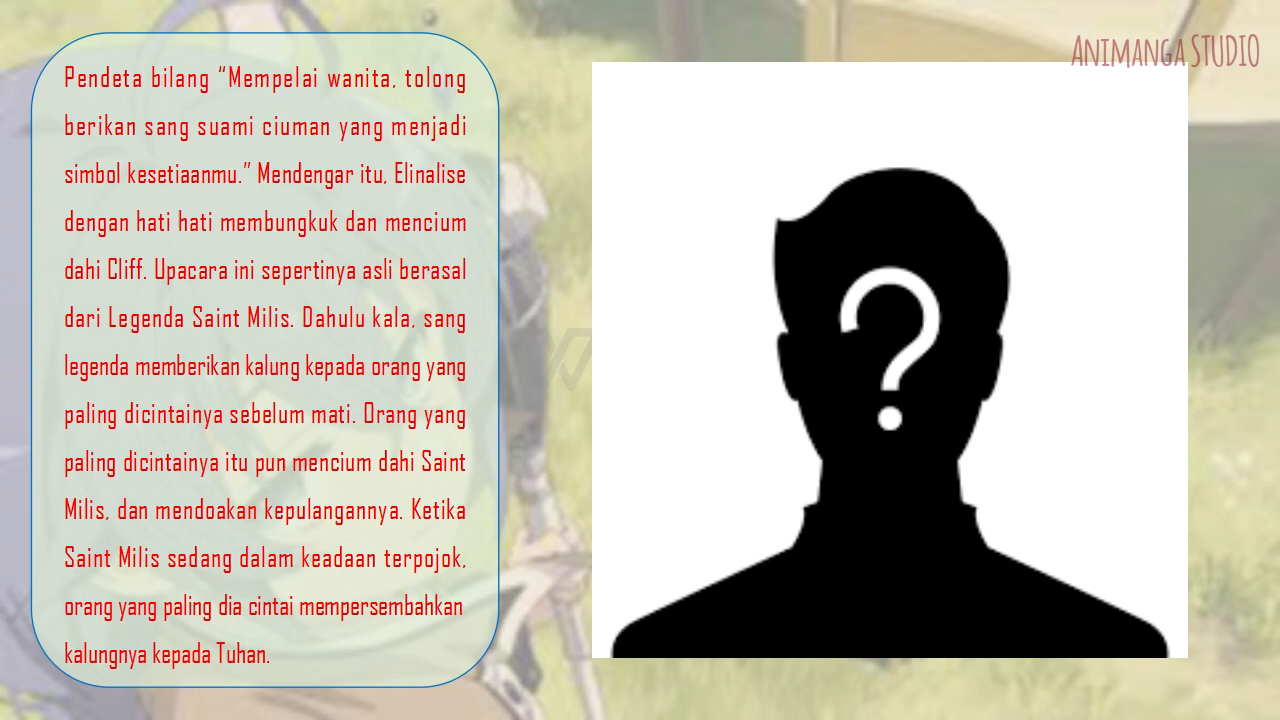 ANIMANGA STUDIO
Pendeta bilang “Mempelai wanita, tolong
berikan sang suami ciuman yang menjadi
simbol kesetiaanmu.” Mendengar itu, Elinalise
dengan hati hati membungkuk dan mencium
dahi Cliff. Upacara ini sepertinya asli berasal
dari Legenda Saint Milis. Dahulu kala, sang
legenda memberikan kalung kepada orang yang
paling dicintainya sebelum mati. Orang yang
paling dicintainya itu pun mencium dahi Saint
Milis, dan mendoakan kepulangannya. Ketika
Saint Milis sedang dalam keadaan terpojok,
orang yang paling dia cintai mempersembahkan
kalungnya kepada Tuhan.
?